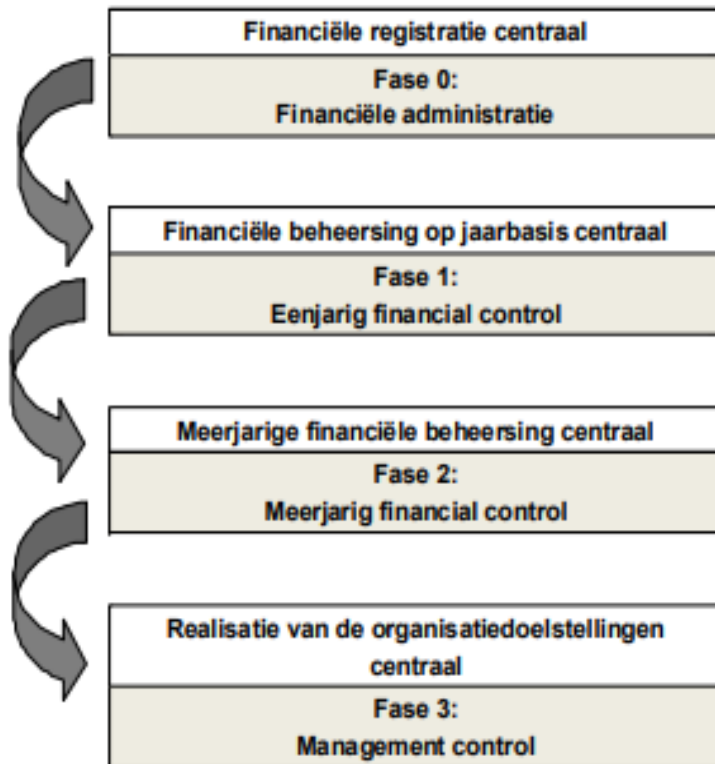 Financiële registratie centraal
Fase 0:
Financiële administratie
Financiële beheersing op jaarbasis centraal
Fase 1:
Eenjarig financial control
Meerjarige financiële beheersing centraal
Fase 2:
Meerjarig financial control
Realisatie van de organisatiedoelstellingen
centraal
Fase 3:
Management control